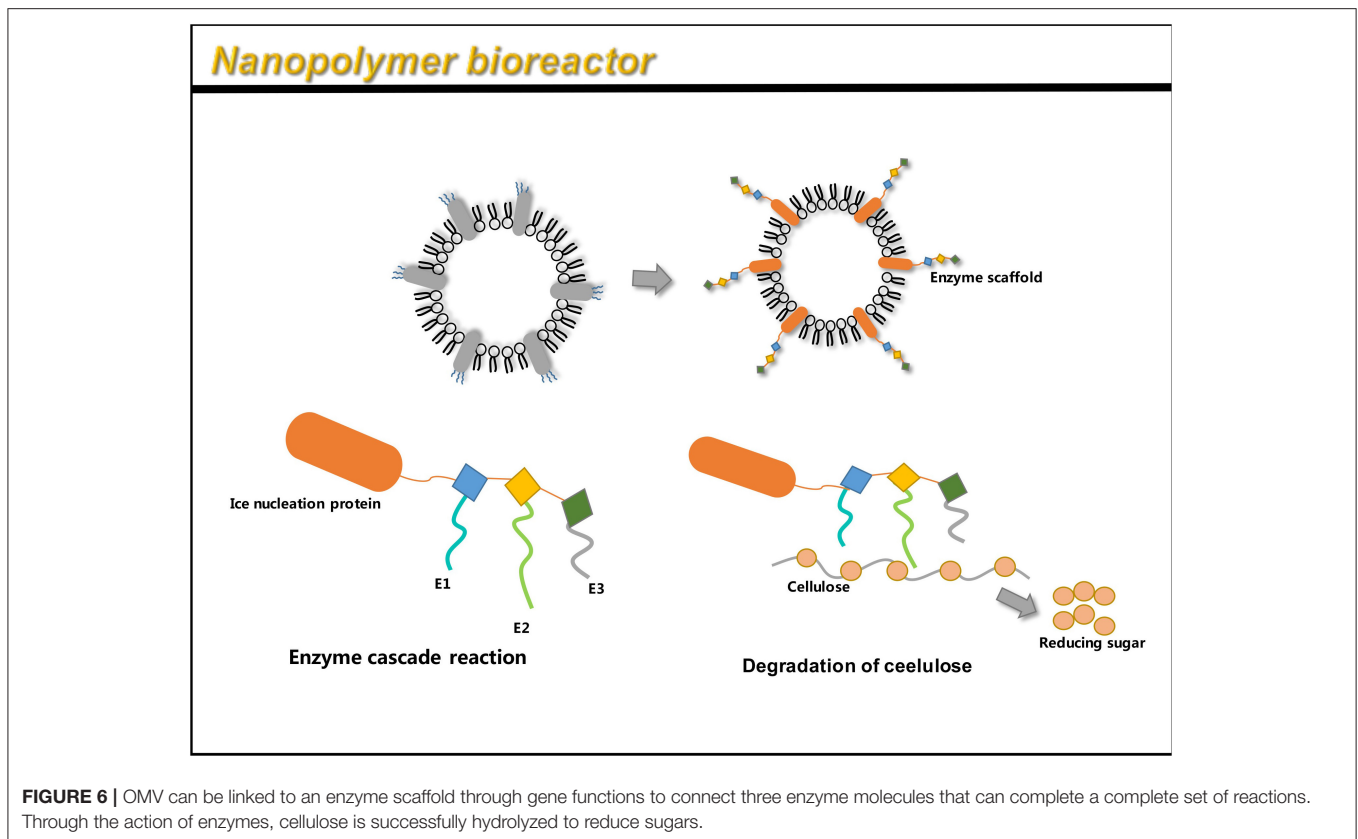 Nanopolymer bioreactor
Enzyme scaffold
Ice nucleation protein
E1
E2
E3
Enzyme cascade reaction
Cellulose
Reducing sugar
Degradation of ceelulose
FIGURE 6 | OMV can be linked to an enzyme scaffold through gene functions to connect three enzyme molecules that can complete a complete set of reactions.
Through the action of enzymes, cellulose is successfully hydrolyzed to reduce sugars.